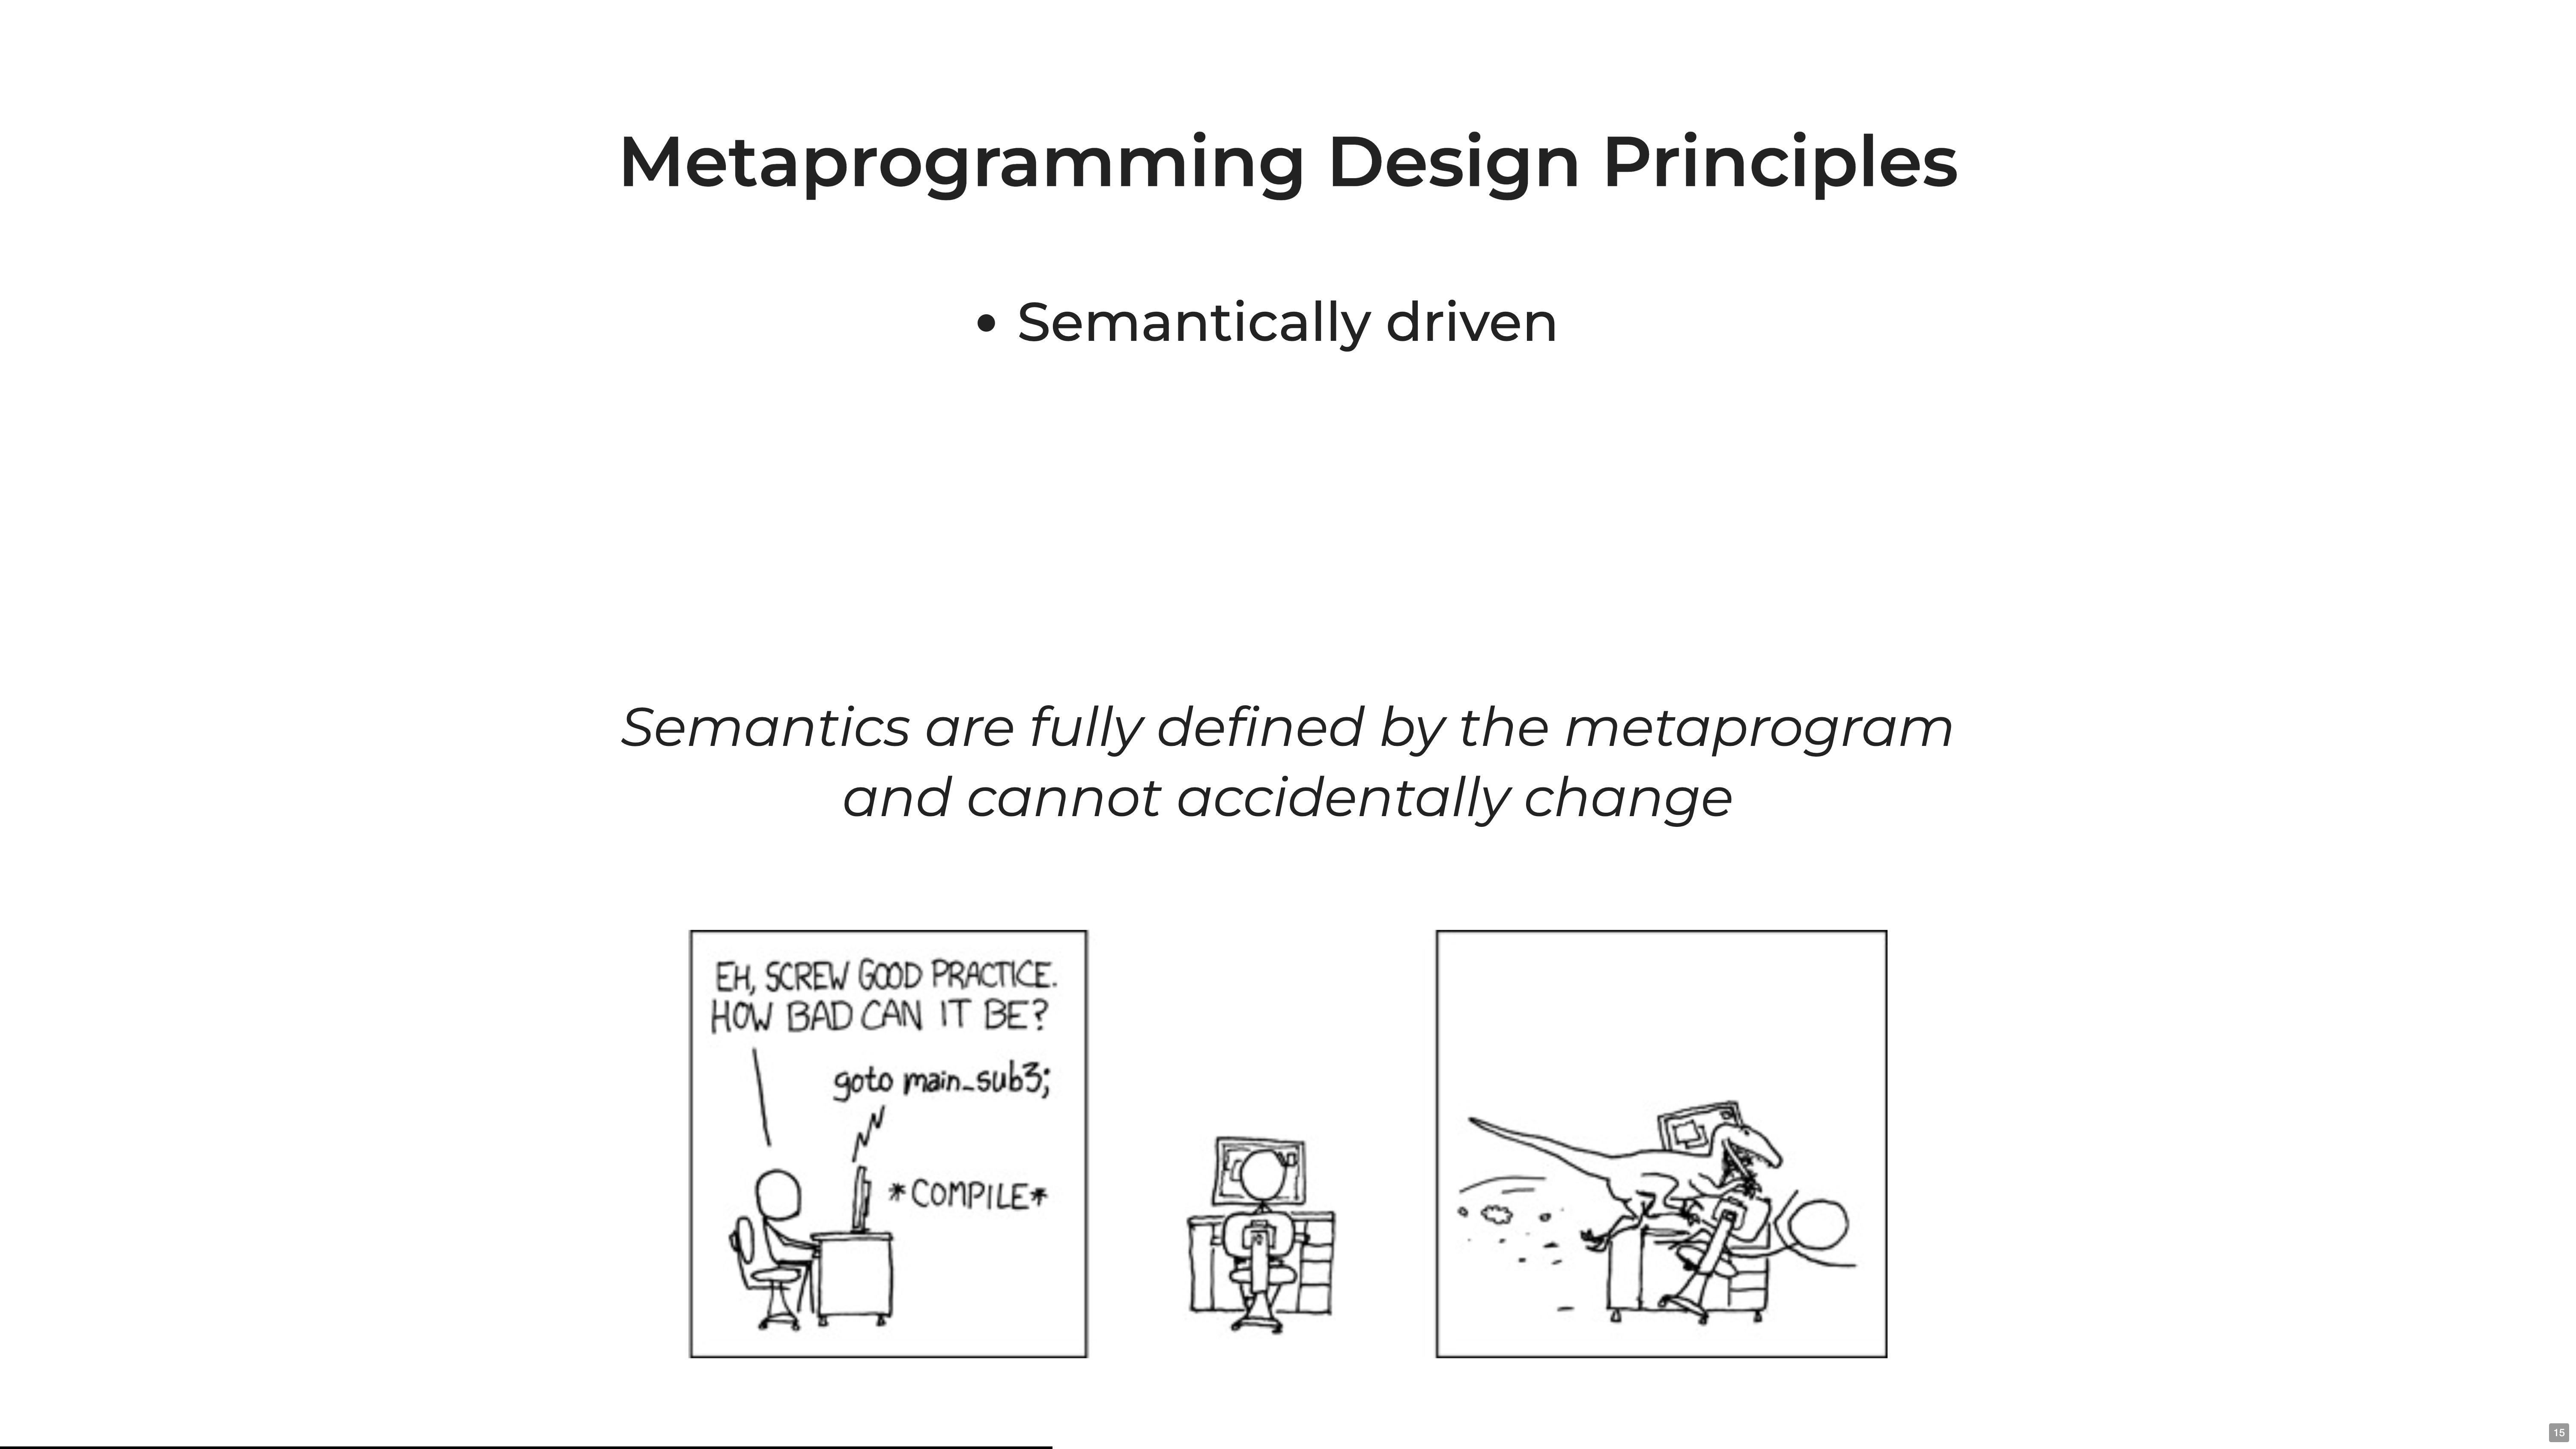 Metaprogramming Design Principles
• Semantically driven
Semantics are fully defined by the metaprogram
and cannot accidentally change
EH, SCREW GOOD PRACTICE.
HOW BAD CAN IT BE?
goto main_sub3;
*COMPILE*
15